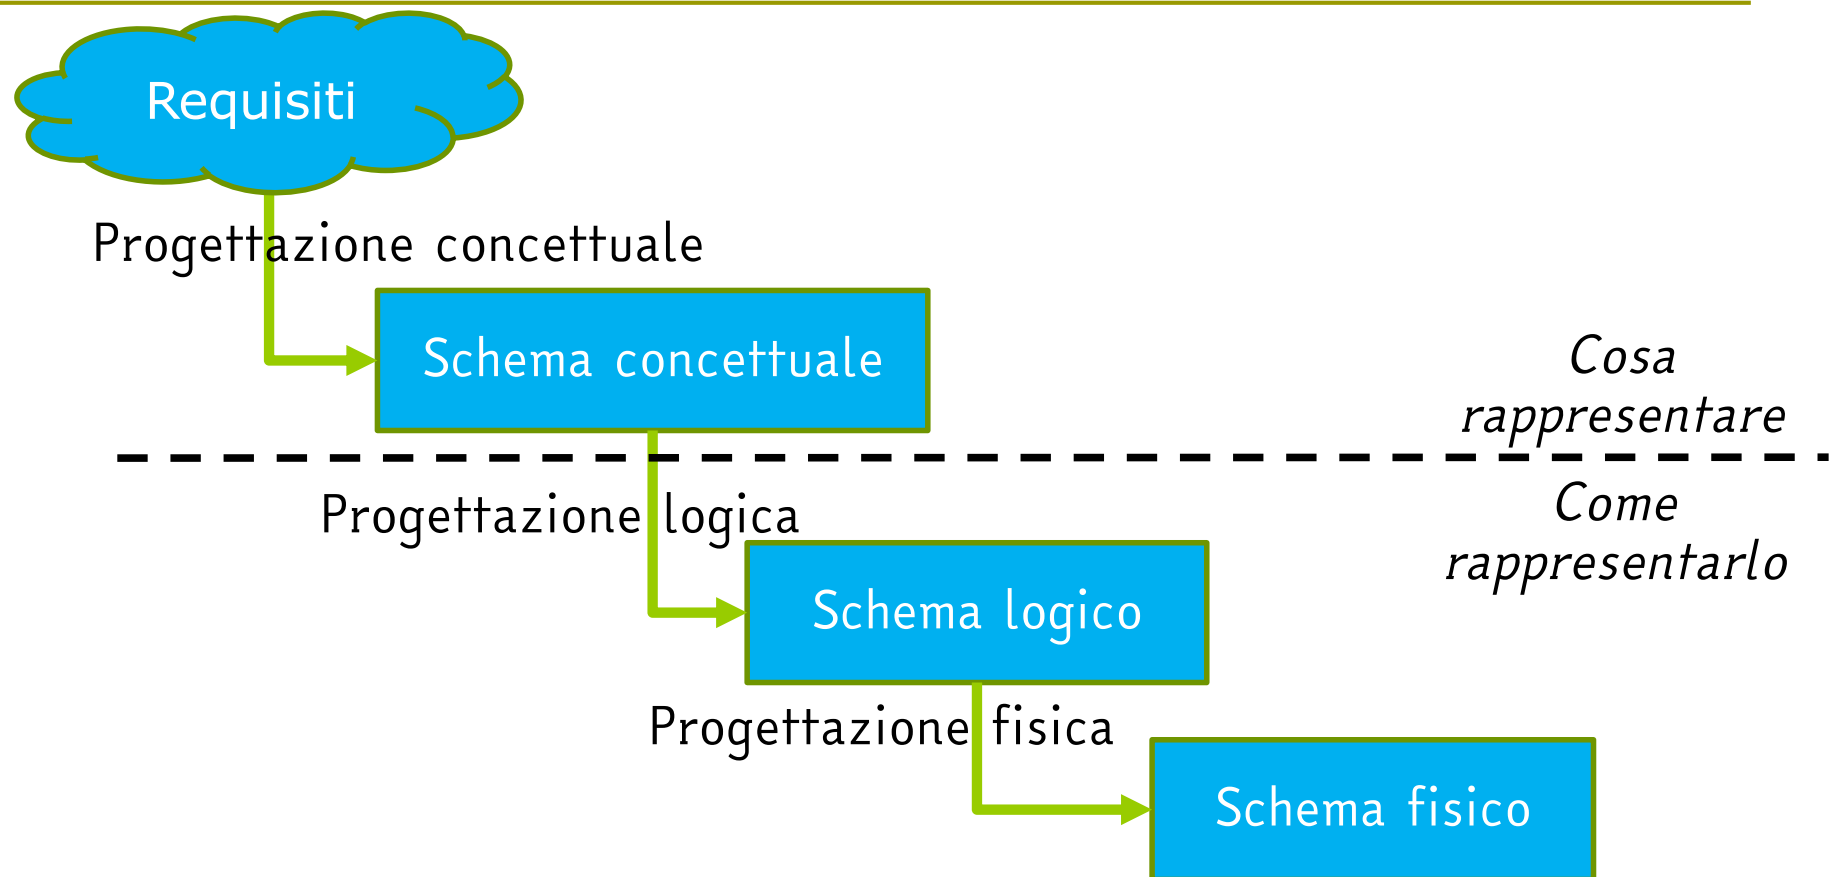 Requisiti
Progettazione concettuale
Schema concettuale
Cosa
rappresentare
Come
rappresentarlo
Progettazione logica
Schema logico
Progettazione fisica
Schema fisico